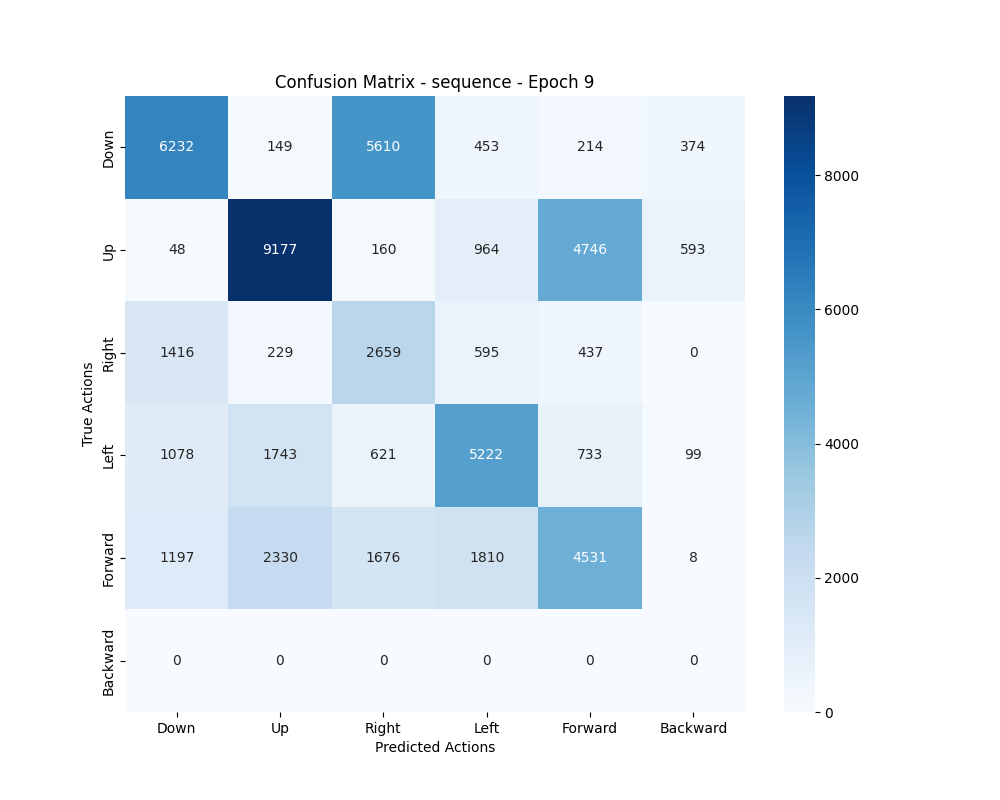 Confusion Matrix - sequence - Epoch 9
True Actions
Down 6232 149 5610 453 214 374
Up 48 9177 160 964 4746 593
Right 1416 229 2659 595 437 0
Left 1078 1743 621 5222 733 99
Forward 1197 2330 1676 1810 4531 8
Backward 0 0 0 0 0 0
Down Up Right Left Forward Backward
Predicted Actions
8000
6000
4000
2000
0